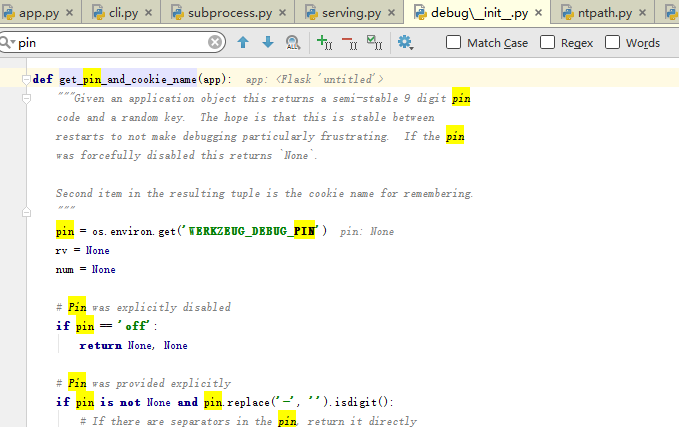 app.py × cli.py × subprocess.py × serving.py × debug\__init__.py × ntpath.py ×
pin Match Case Regex Words
def get_pin_and_cookie_name(app): app: <Flask 'untitled'>
"""Given an application object this returns a semi-stable 9 digit pin
code and a random key. The hope is that this is stable between
restarts to not make debugging particularly frustrating. If the pin
was forcefully disabled this returns `None`.
Second item in the resulting tuple is the cookie name for remembering.
"""
pin = os.environ.get('WERKZEUG_DEBUG_PIN') pin: None
rv = None
num = None
# Pin was explicitly disabled
if pin == 'off':
return None, None
# Pin was provided explicitly
if pin is not None and pin.replace('-', '').isdigit():
# If there are separators in the pin, return it directly